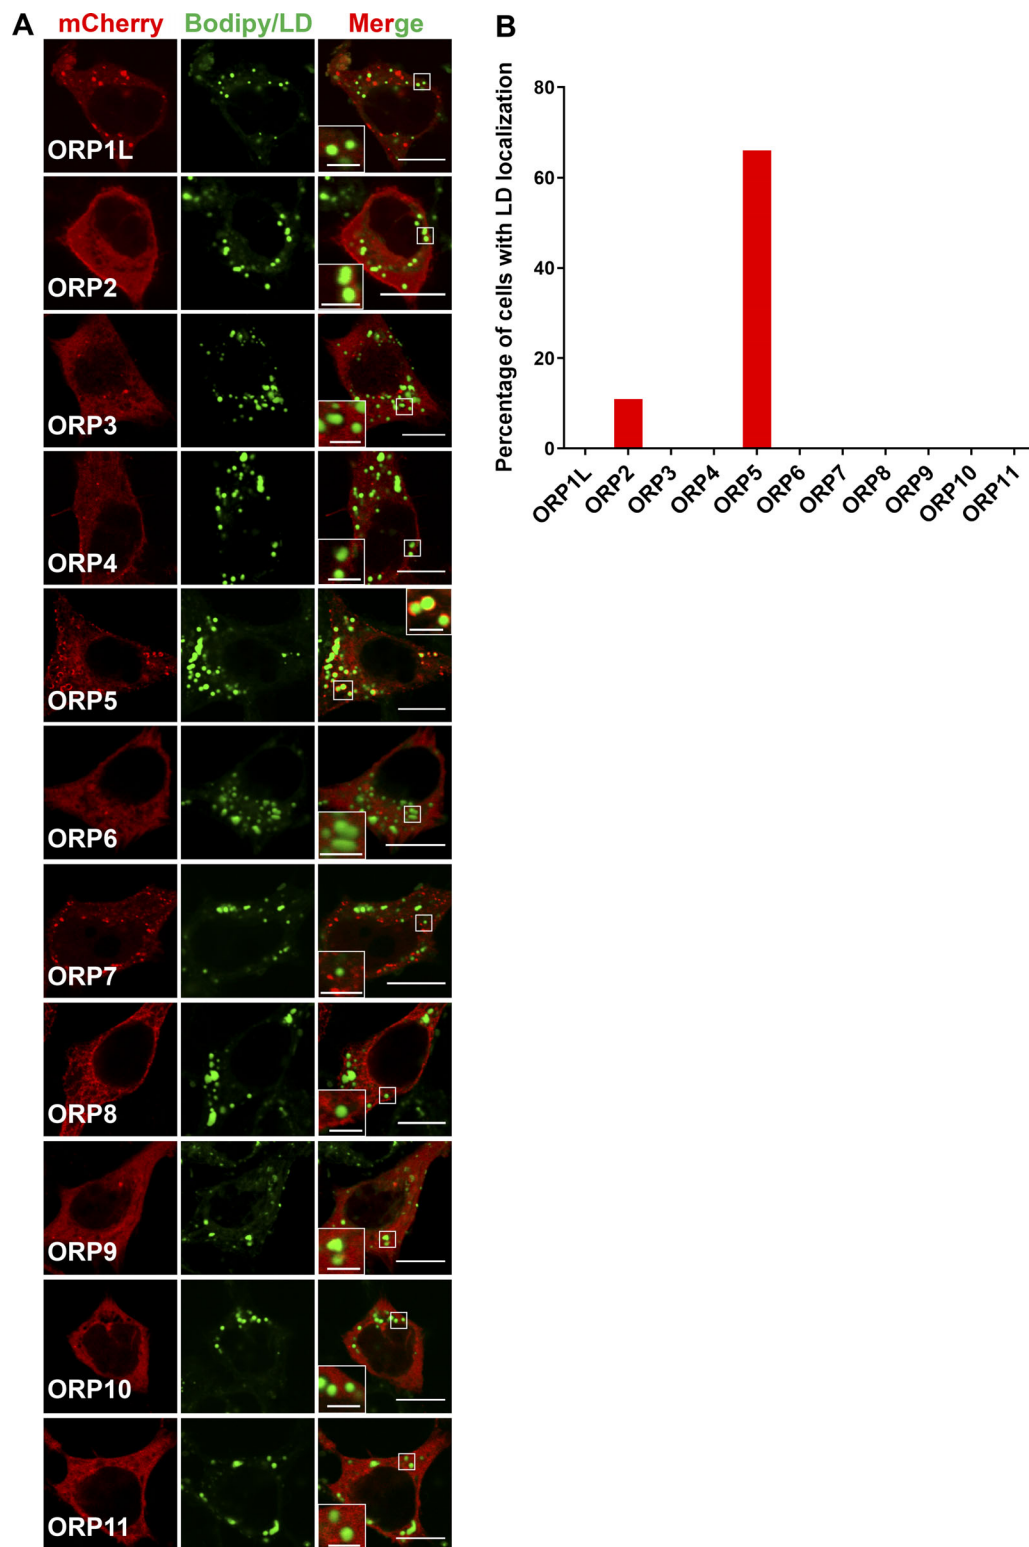 A
mCherry
Bodipy/LD
Merge
ORP1L
ORP2
ORP3
ORP4
ORP5
ORP6
ORP7
ORP8
ORP9
ORP10
ORP11
B
Percentage of cells with LD localization
80
60
40
20
0
ORP1L
ORP2
ORP3
ORP4
ORP5
ORP6
ORP7
ORP8
ORP9
ORP10
ORP11